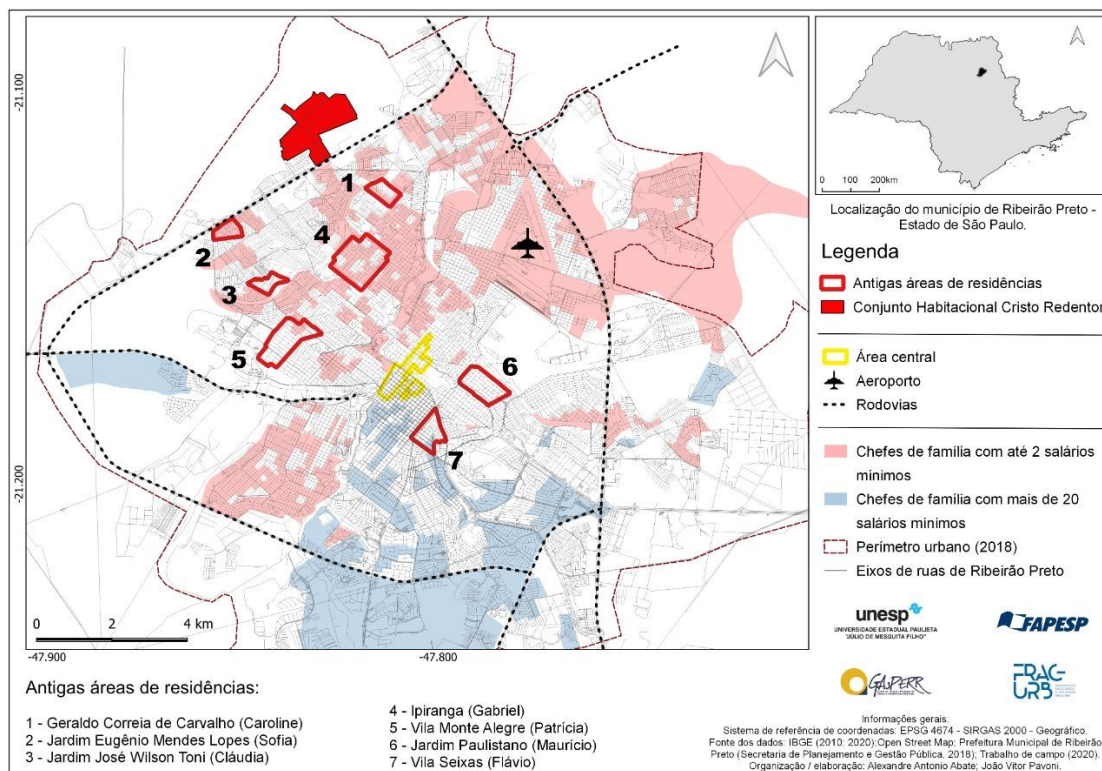 -21.100
-21.200
-47.900
-47.800
1
2
3
4
5
6
7
0 2 4 km
0 100 200km
Localização do município de Ribeirão Preto -
Estado de São Paulo.
Legenda
Antigas áreas de residências
Conjunto Habitacional Cristo Redentor
Área central
Aeroporto
Rodovias
Chefes de família com até 2 salários
mínimos
Chefes de família com mais de 20
salários mínimos
Perímetro urbano (2018)
Eixos de ruas de Ribeirão Preto
unesp
UNIVERSIDADE ESTADUAL PAULISTA
"JÚLIO DE MESQUITA FILHO"
FAPESP
GASPERR
FRAG-
URB
Antigas áreas de residências:
1 - Geraldo Correia de Carvalho (Caroline)
2 - Jardim Eugênio Mendes Lopes (Sofia)
3 - Jardim José Wilson Toni (Cláudia)
4 - Ipiranga (Gabriel)
5 - Vila Monte Alegre (Patrícia)
6 - Jardim Paulistano (Maurício)
7 - Vila Seixas (Flávio)
Informações gerais:
Sistema de referência de coordenadas: EPSG 4674 - SIRGAS 2000 - Geográfico.
Fonte dos dados: IBGE (2010; 2020);Open Street Map; Prefeitura Municipal de Ribeirão
Preto (Secretaria de Planejamento e Gestão Pública, 2018); Trabalho de campo (2020).
Organização / elaboração: Alexandre Antonio Abate; João Vitor Pavoni.